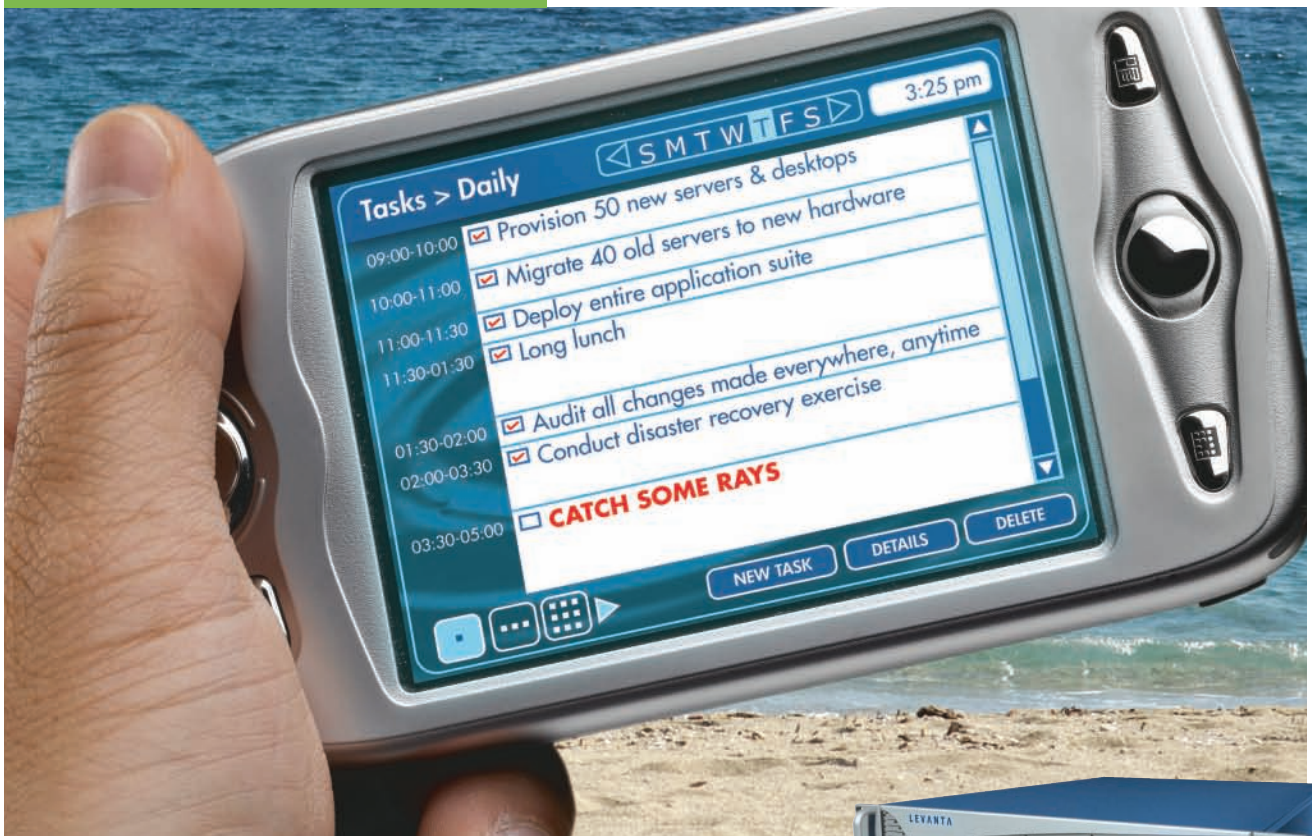 Tasks > Daily
S M T W T F S
3:25 pm
09:00-10:00 Provision 50 new servers & desktops
10:00-11:00 Migrate 40 old servers to new hardware
11:00-11:30 Deploy entire application suite
11:30-01:30 Long lunch
01:30-02:00 Audit all changes made everywhere, anytime
02:00-03:30 Conduct disaster recovery exercise
03:30-05:00 CATCH SOME RAYS
NEW TASK DETAILS DELETE
LEVANTA